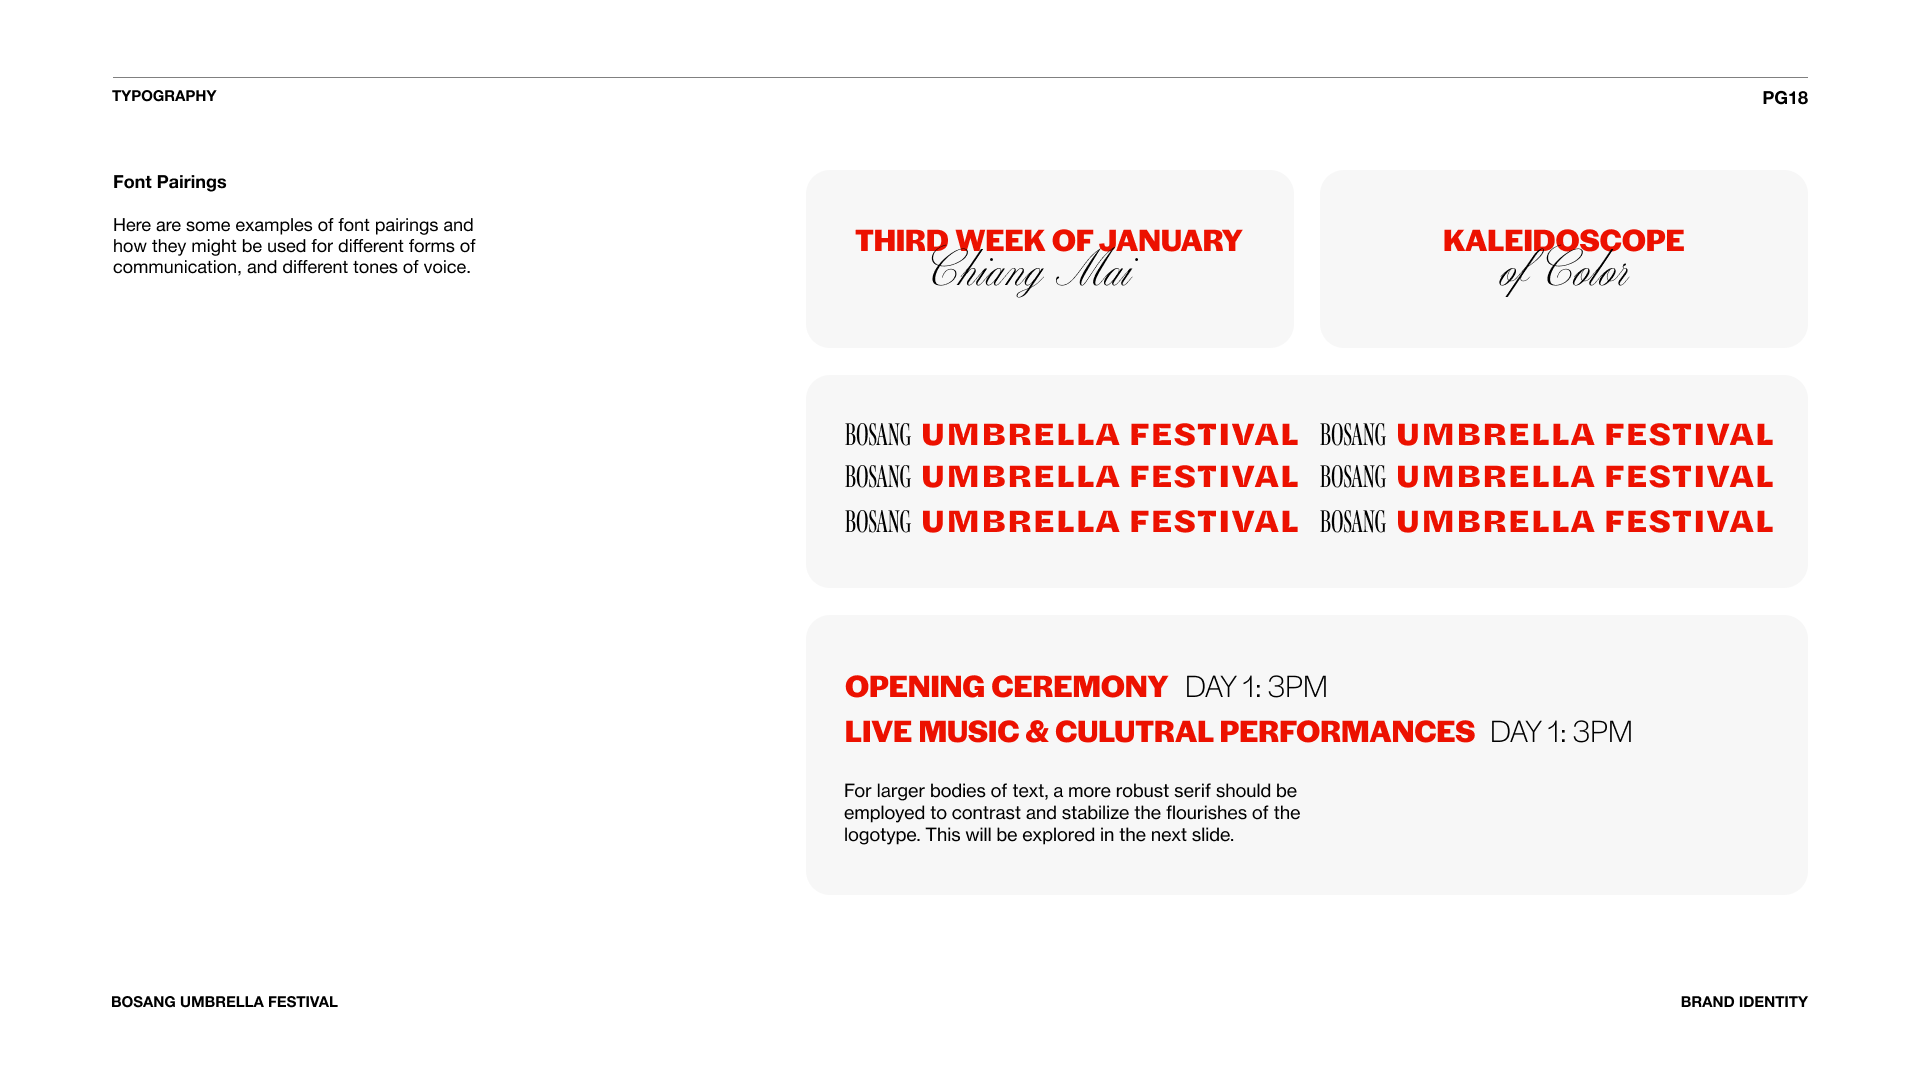 TYPOGRAPHY
PG18
Font Pairings
Here are some examples of font pairings and
how they might be used for different forms of
communication, and different tones of voice.
THIRD WEEK OF JANUARY
Chiang Mai
KALEIDOSCOPE
of Color
BOSANG UMBRELLA FESTIVAL BOSANG UMBRELLA FESTIVAL
BOSANG UMBRELLA FESTIVAL BOSANG UMBRELLA FESTIVAL
BOSANG UMBRELLA FESTIVAL BOSANG UMBRELLA FESTIVAL
OPENING CEREMONY DAY 1: 3PM
LIVE MUSIC & CULUTRAL PERFORMANCES DAY 1: 3PM
For larger bodies of text, a more robust serif should be
employed to contrast and stabilize the flourishes of the
logotype. This will be explored in the next slide.
BOSANG UMBRELLA FESTIVAL
BRAND IDENTITY